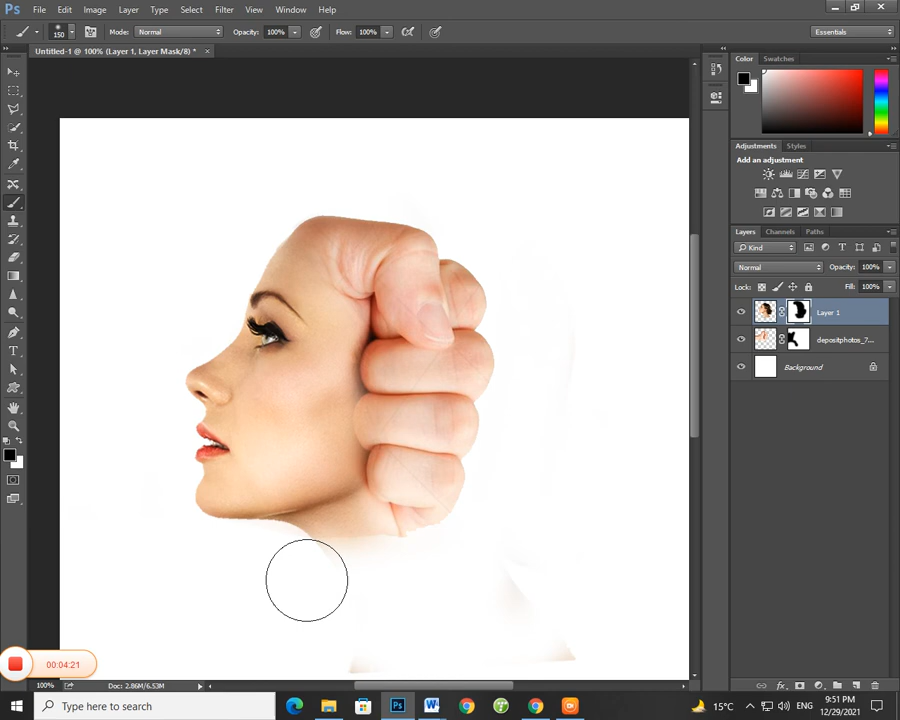 Ps File Edit Image Layer Type Select Filter View Window Help
150 Mode: Normal Opacity: 100% Flow: 100% Essentials
Untitled-1 @ 100% (Layer 1, Layer Mask/8) * ×
Color Swatches
Adjustments Styles
Add an adjustment
Layers Channels Paths
Kind
Normal Opacity: 100%
Lock: Fill: 100%
Layer 1
depositphotos_7...
Background
00:04:21
100% Doc: 2.86M/6.53M
fx
Type here to search
Ps W 15°C 9:51 PM
12/29/2021